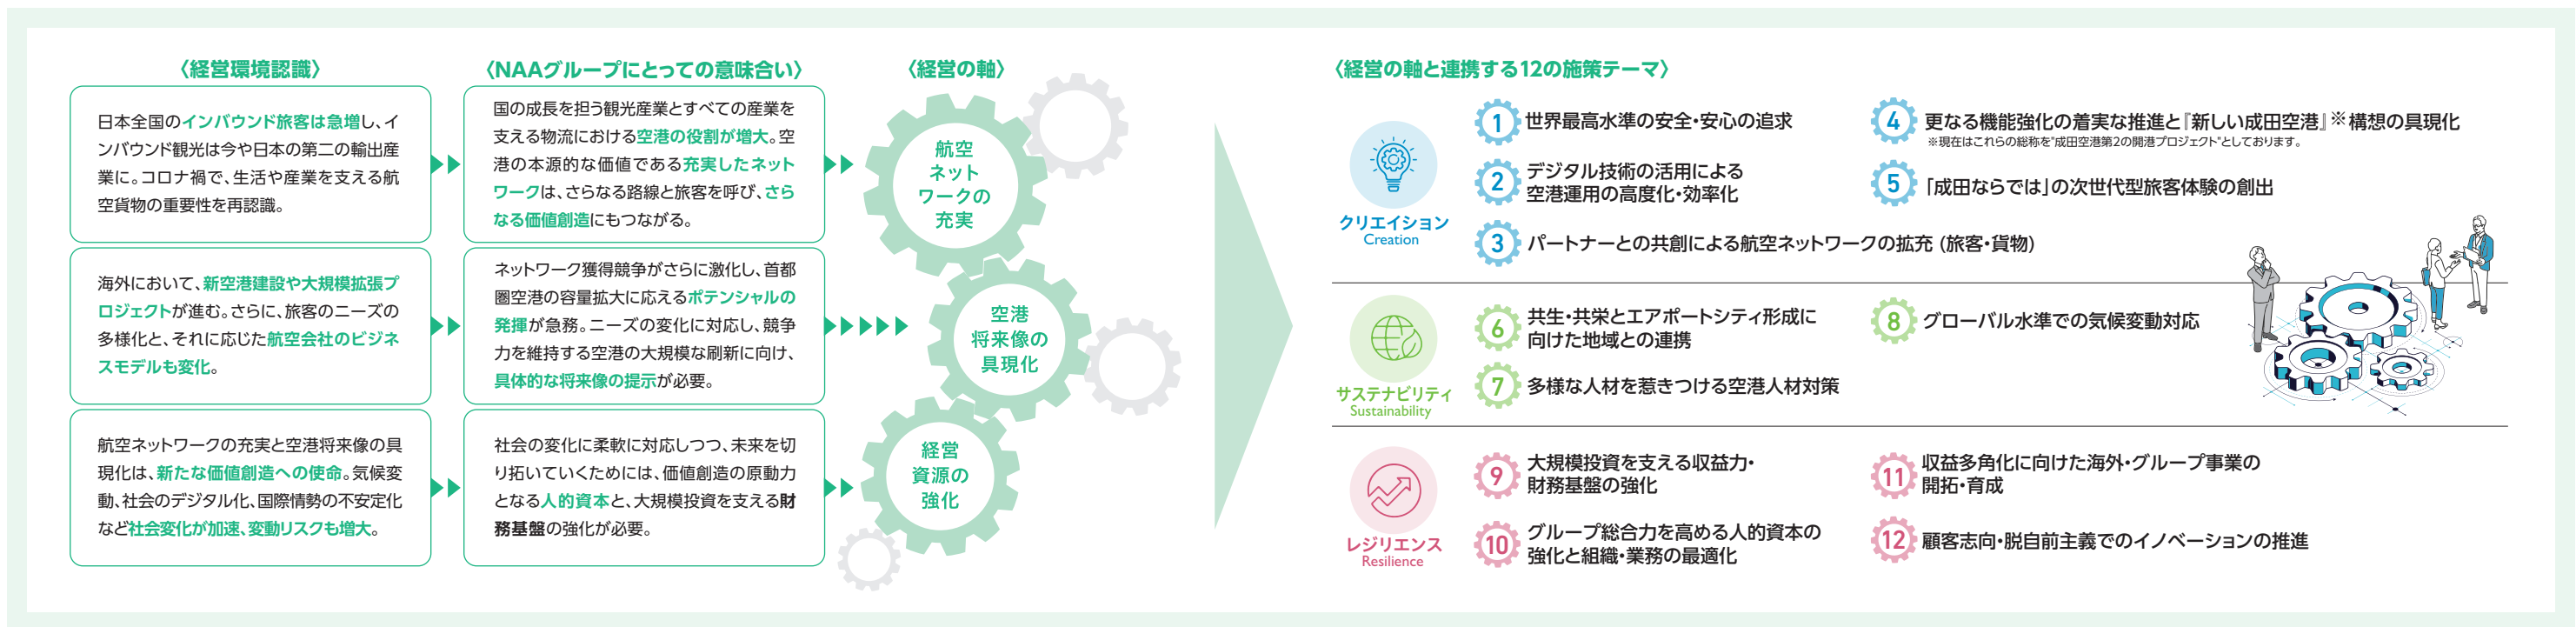 〈経営環境認識〉
日本全国のインバウンド旅客は急増し、イ
ンバウンド観光は今や日本の第二の輸出産
業に。コロナ禍で、生活や産業を支える航
空貨物の重要性を再認識。
海外において、新空港建設や大規模拡張プ
ロジェクトが進む。さらに、旅客のニーズの
多様化と、それに応じた航空会社のビジネ
スモデルも変化。
航空ネットワークの充実と空港将来像の具
現化は、新たな価値創造への使命。気候変
動、社会のデジタル化、国際情勢の不安定化
など社会変化が加速、変動リスクも増大。
〈NAAグループにとっての意味合い〉
国の成長を担う観光産業とすべての産業を
支える物流における空港の役割が増大。空
港の本源的な価値である充実したネット
ワークは、さらなる路線と旅客を呼び、さら
なる価値創造にもつながる。
ネットワーク獲得競争がさらに激化し、首都
圏空港の容量拡大に応えるポテンシャルの
発揮が急務。ニーズの変化に対応し、競争
力を維持する空港の大規模な刷新に向け、
具体的な将来像の提示が必要。
社会の変化に柔軟に対応しつつ、未来を切
り拓いていくためには、価値創造の原動力
となる人的資本と、大規模投資を支える財
務基盤の強化が必要。
〈経営の軸〉
航空
ネット
ワークの
充実
空港
将来像の
具現化
経営
資源の
強化
〈経営の軸と連携する12の施策テーマ〉
クリエイション
Creation
1 世界最高水準の安全・安心の追求
2 デジタル技術の活用による
空港運用の高度化・効率化
3 パートナーとの共創による航空ネットワークの拡充 (旅客・貨物)
4 更なる機能強化の着実な推進と『新しい成田空港』※構想の具現化
※現在はこれらの総称を"成田空港第2の開港プロジェクト"としております。
5 「成田ならでは」の次世代型旅客体験の創出
サステナビリティ
Sustainability
6 共生・共栄とエアポートシティ形成に
向けた地域との連携
7 多様な人材を惹きつける空港人材対策
8 グローバル水準での気候変動対応
レジリエンス
Resilience
9 大規模投資を支える収益力・
財務基盤の強化
10 グループ総合力を高める人的資本の
強化と組織・業務の最適化
11 収益多角化に向けた海外・グループ事業の
開拓・育成
12 顧客志向・脱自前主義でのイノベーションの推進